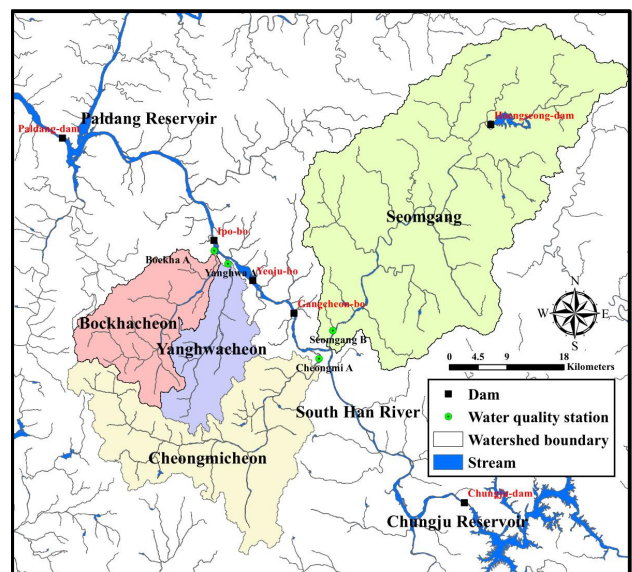 Paldang Reservoir
Paldang-dam
Hoengseong-dam
Seomgang
Ipo-bo
Bockha A
Yanghwa A
Yeoju-bo
Gangcheon-bo
Seomgang B
Cheongmi A
Bockhacheon
Yanghwacheon
Cheongmicheon
South Han River
Chungju-dam
Chungju Reservoir
N
W E
S
0 4.5 9 18
Kilometers
Dam
Water quality station
Watershed boundary
Stream